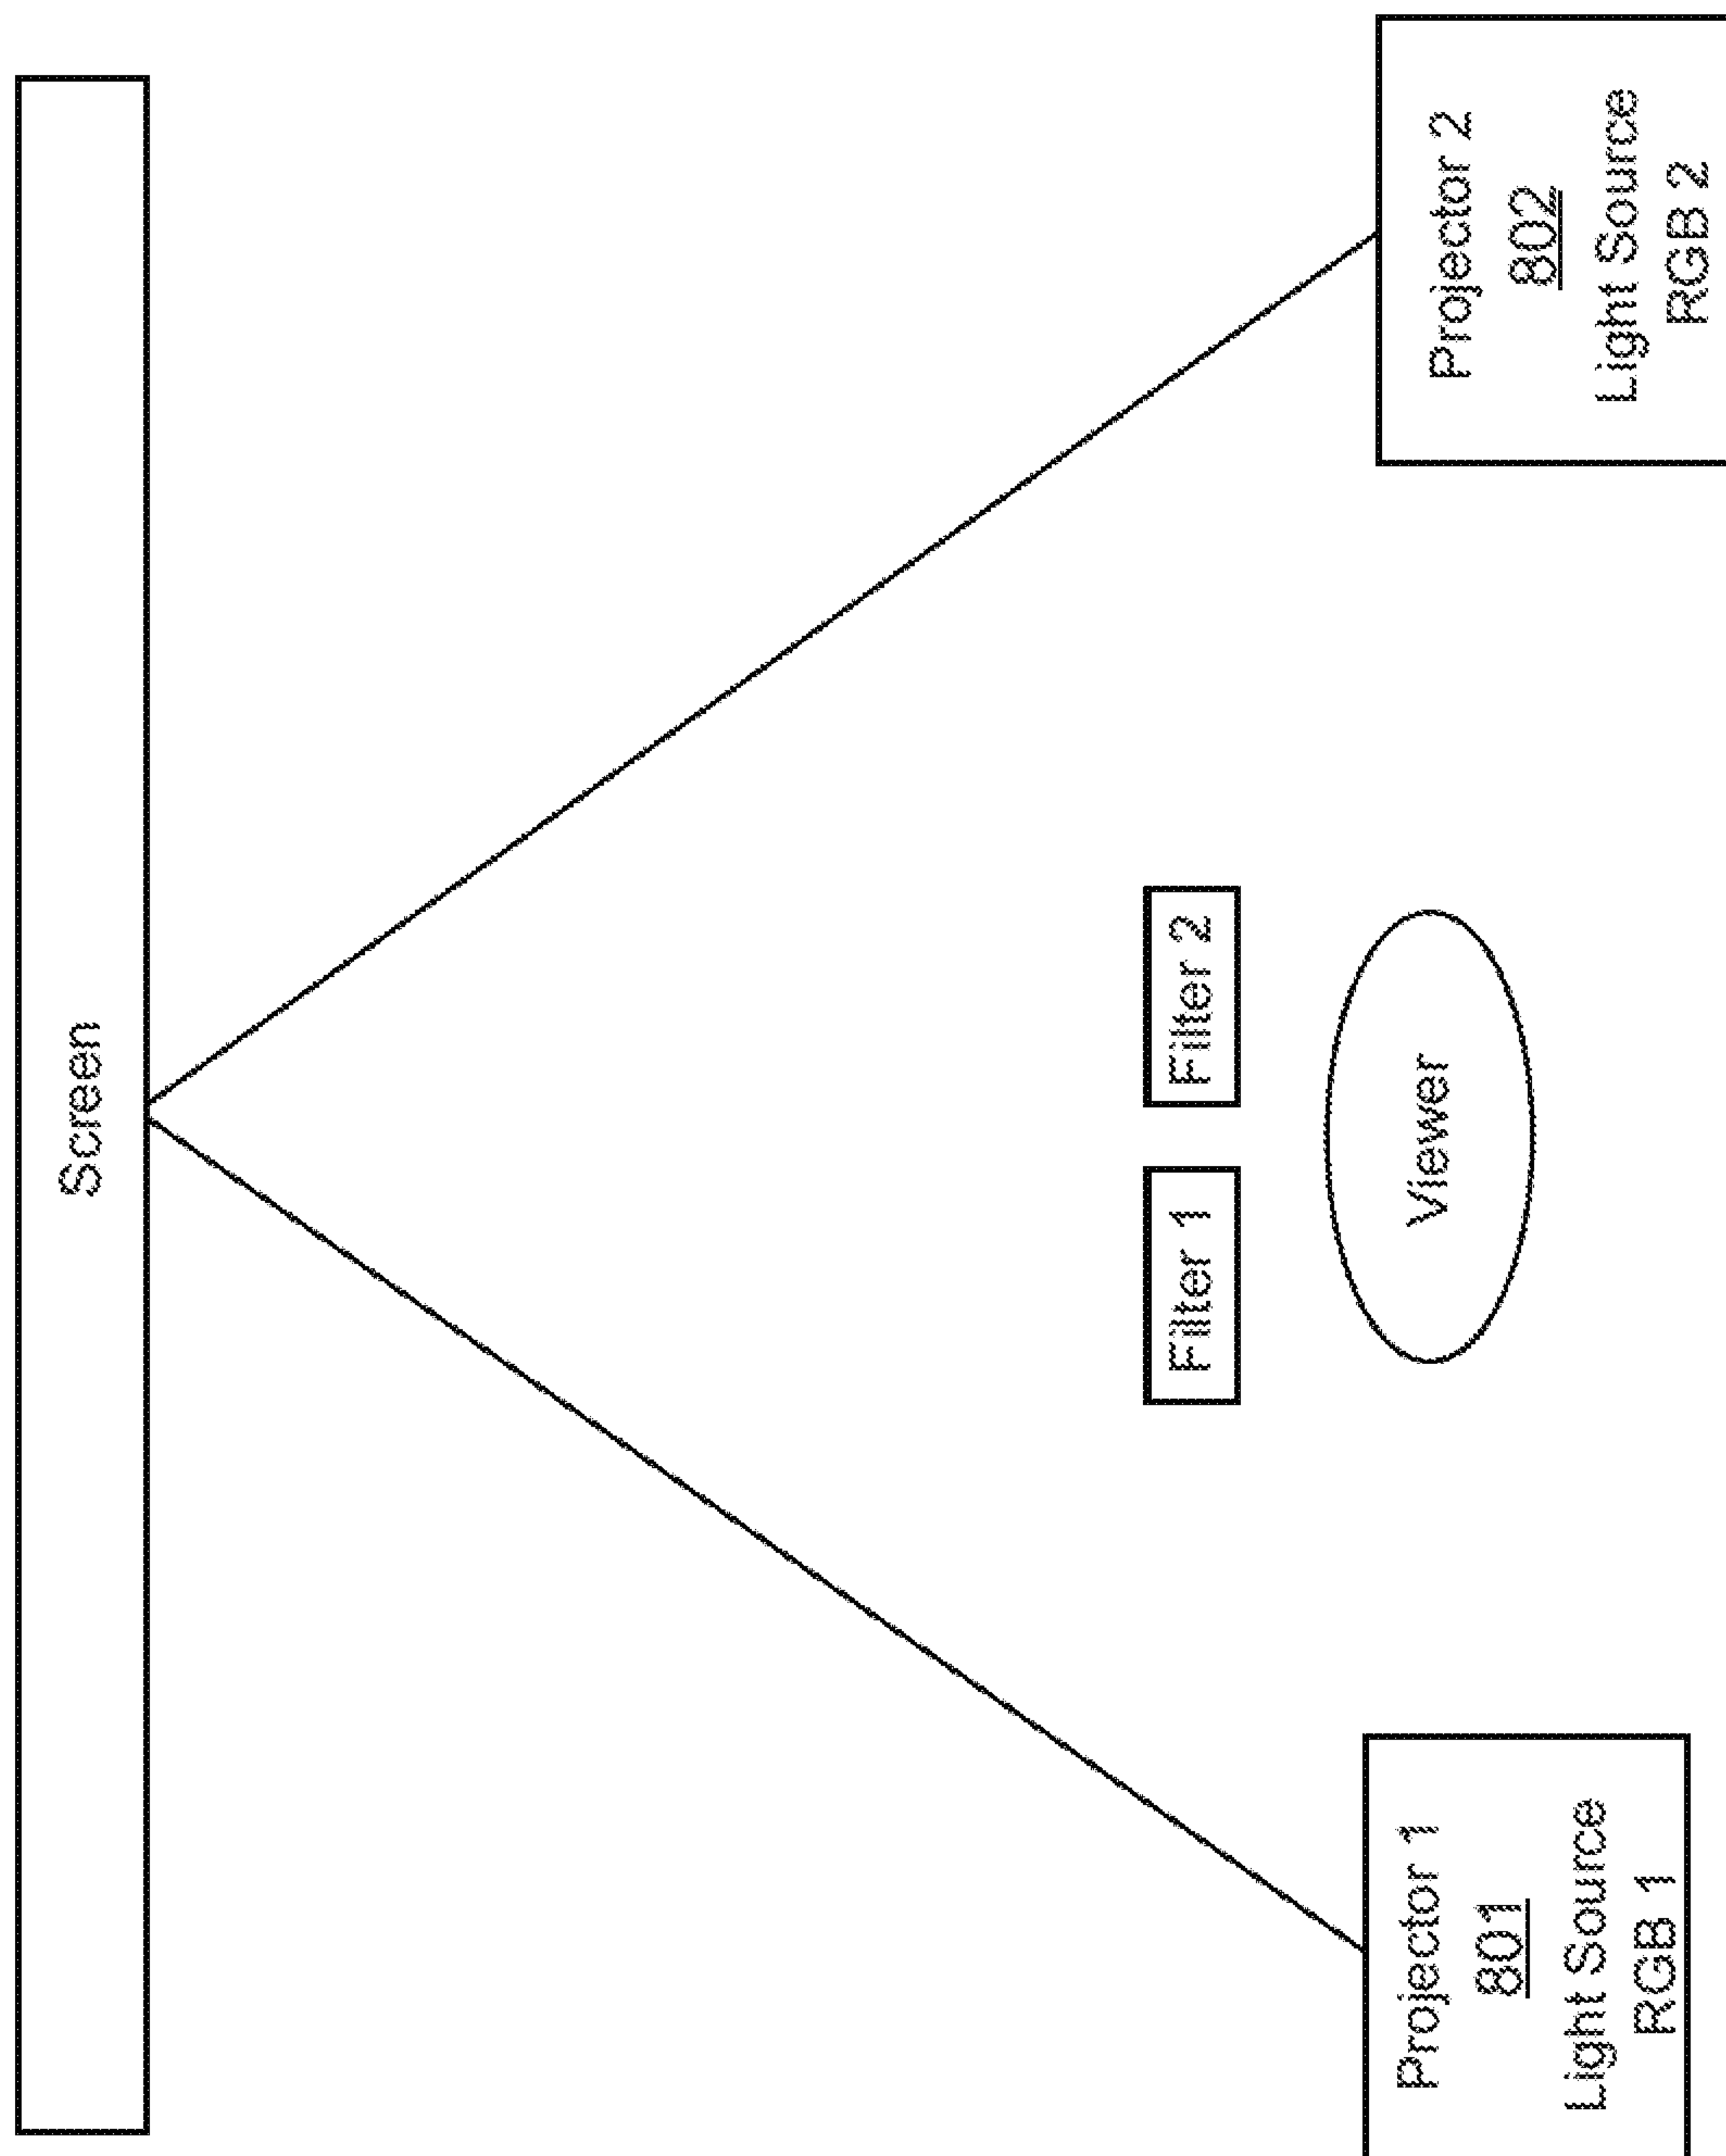 Screen
Filter 1
Filter 2
Viewer
Projector 1
801
Light Source
RGB 1
Projector 2
802
Light Source
RGB 2